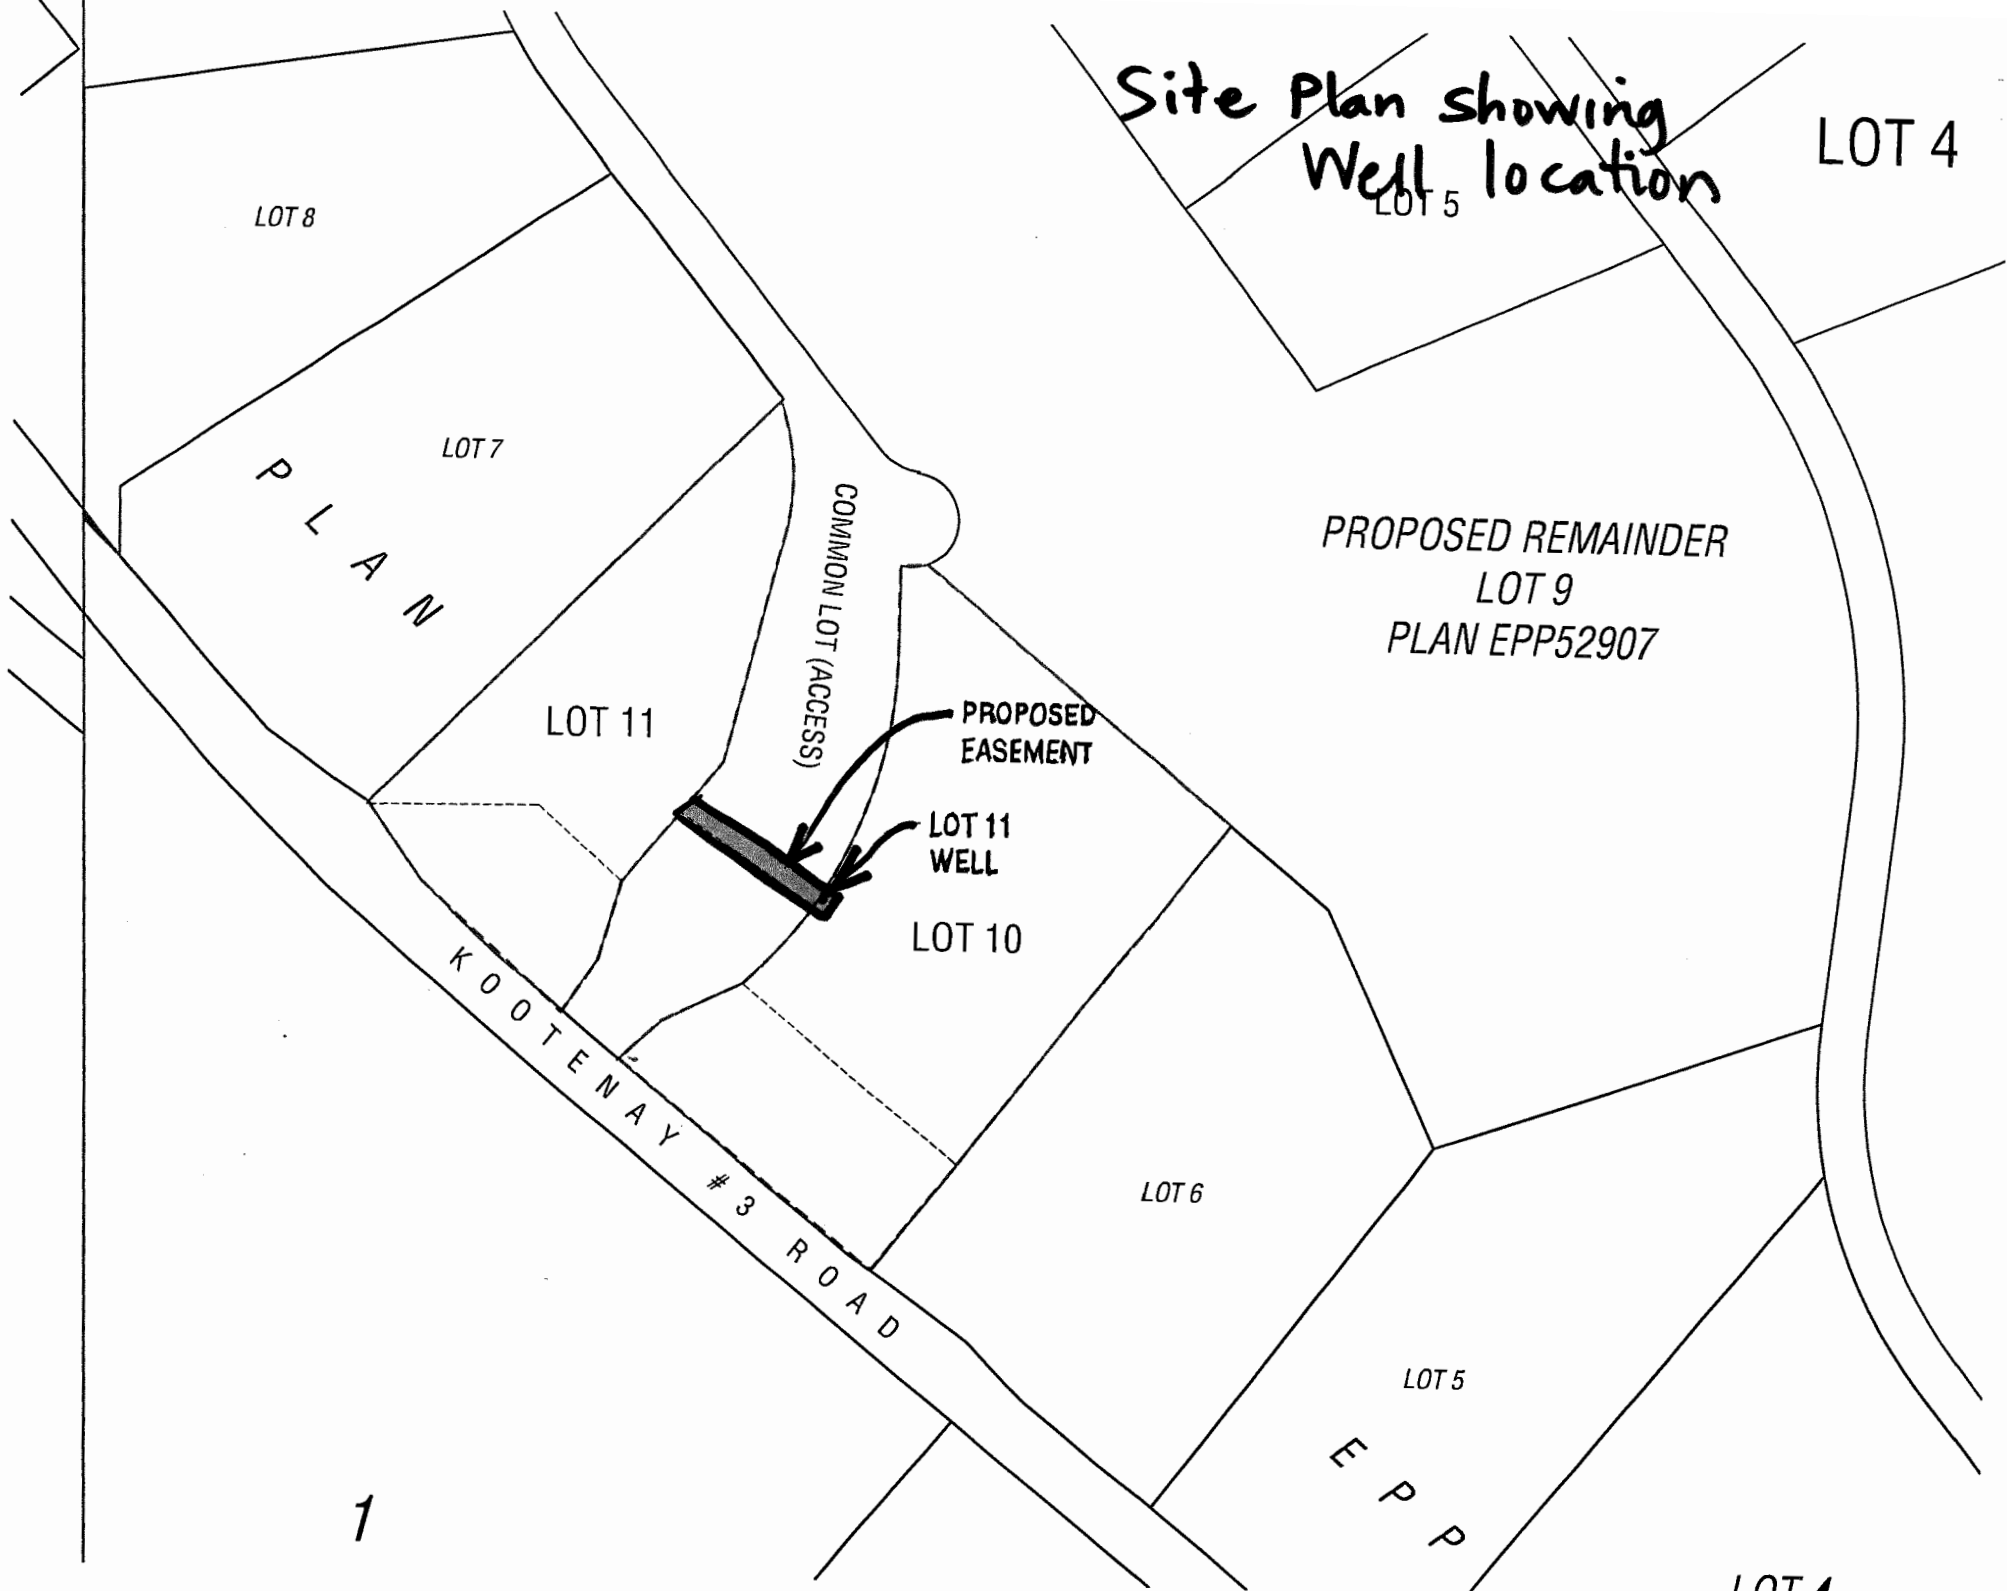 Site Plan showing
Well location
LOT 4
LOT 5
LOT 8
LOT 7
PLAN
COMMON LOT (ACCESS)
PROPOSED REMAINDER
LOT 9
PLAN EPP52907
LOT 11
PROPOSED
EASEMENT
LOT 11
WELL
LOT 10
KOOTENAY #3 ROAD
LOT 6
LOT 5
EPP
1
LOT 4